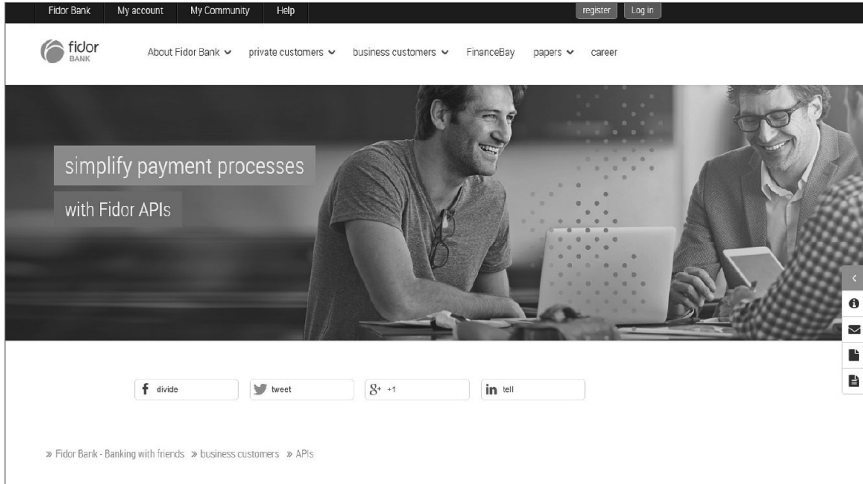 Fidor Bank My account My Community Help register Log in
fidor
BANK
About Fidor Bank private customers business customers FinanceBay papers career
simplify payment processes
with Fidor APIs
divide tweet 8+ +1 in tell
» Fidor Bank - Banking with friends » business customers » APIs